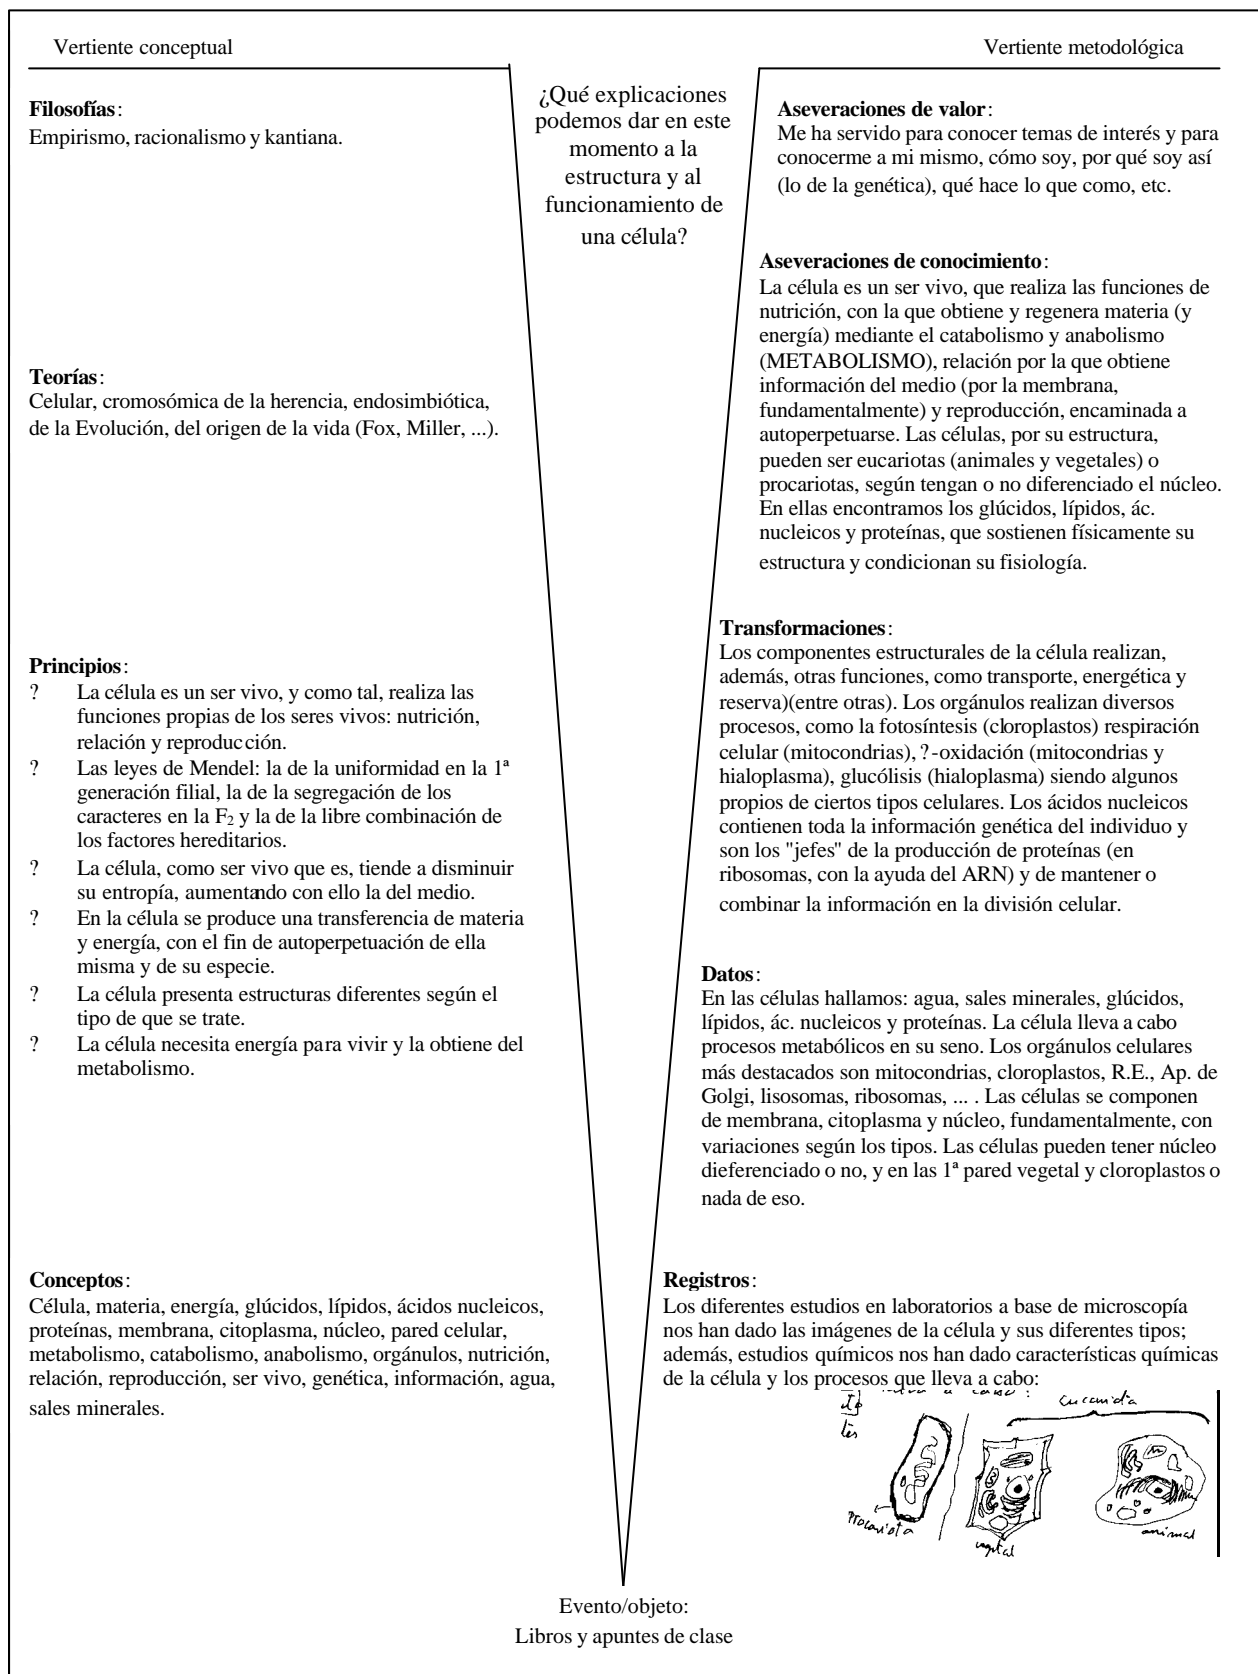 Vertiente conceptual
Vertiente metodológica
¿Qué explicaciones
podemos dar en este
momento a la
estructura y al
funcionamiento de
una célula?
Filosofías:
Empirismo, racionalismo y kantiana.
Teorías:
Celular, cromosómica de la herencia, endosimbiótica,
de la Evolución, del origen de la vida (Fox, Miller, ...).
Principios:
? La célula es un ser vivo, y como tal, realiza las
funciones propias de los seres vivos: nutrición,
relación y reproducción.
? Las leyes de Mendel: la de la uniformidad en la 1ª
generación filial, la de la segregación de los
caracteres en la F2 y la de la libre combinación de
los factores hereditarios.
? La célula, como ser vivo que es, tiende a disminuir
su entropía, aumentando con ello la del medio.
? En la célula se produce una transferencia de materia
y energía, con el fin de autoperpetuación de ella
misma y de su especie.
? La célula presenta estructuras diferentes según el
tipo de que se trate.
? La célula necesita energía para vivir y la obtiene del
metabolismo.
Conceptos:
Célula, materia, energía, glúcidos, lípidos, ácidos nucleicos,
proteínas, membrana, citoplasma, núcleo, pared celular,
metabolismo, catabolismo, anabolismo, orgánulos, nutrición,
relación, reproducción, ser vivo, genética, información, agua,
sales minerales.
Aseveraciones de valor:
Me ha servido para conocer temas de interés y para
conocerme a mi mismo, cómo soy, por qué soy así
(lo de la genética), qué hace lo que como, etc.
Aseveraciones de conocimiento:
La célula es un ser vivo, que realiza las funciones de
nutrición, con la que obtiene y regenera materia (y
energía) mediante el catabolismo y anabolismo
(METABOLISMO), relación por la que obtiene
información del medio (por la membrana,
fundamentalmente) y reproducción, encaminada a
autoperpetuarse. Las células, por su estructura,
pueden ser eucariotas (animales y vegetales) o
procariotas, según tengan o no diferenciado el núcleo.
En ellas encontramos los glúcidos, lípidos, ác.
nucleicos y proteínas, que sostienen físicamente su
estructura y condicionan su fisiología.
Transformaciones:
Los componentes estructurales de la célula realizan,
además, otras funciones, como transporte, energética y
reserva)(entre otras). Los orgánulos realizan diversos
procesos, como la fotosíntesis (cloroplastos) respiración
celular (mitocondrias), ?-oxidación (mitocondrias y
hialoplasma), glucólisis (hialoplasma) siendo algunos
propios de ciertos tipos celulares. Los ácidos nucleicos
contienen toda la información genética del individuo y
son los "jefes" de la producción de proteínas (en
ribosomas, con la ayuda del ARN) y de mantener o
combinar la información en la división celular.
Datos:
En las células hallamos: agua, sales minerales, glúcidos,
lípidos, ác. nucleicos y proteínas. La célula lleva a cabo
procesos metabólicos en su seno. Los orgánulos celulares
más destacados son mitocondrias, cloroplastos, R.E., Ap. de
Golgi, lisosomas, ribosomas, ... . Las células se componen
de membrana, citoplasma y núcleo, fundamentalmente, con
variaciones según los tipos. Las células pueden tener núcleo
dieferenciado o no, y en las 1ª pared vegetal y cloroplastos o
nada de eso.
Registros:
Los diferentes estudios en laboratorios a base de microscopía
nos han dado las imágenes de la célula y sus diferentes tipos;
además, estudios químicos nos han dado características químicas
de la célula y los procesos que lleva a cabo:
Procariota
vegetal
animal
Evento/objeto:
Libros y apuntes de clase